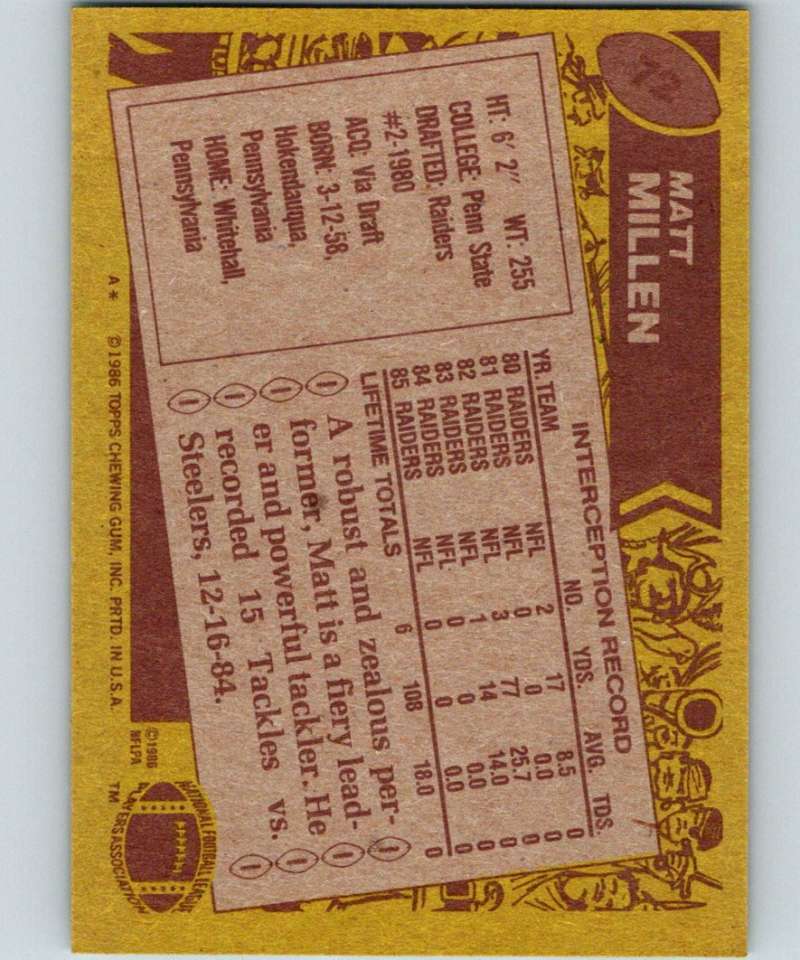 72
MATT
MILLEN
HT: 6' 2" WT: 255
COLLEGE: Penn State
DRAFTED: Raiders
#2-1980
ACQ: Via Draft
BORN: 3-12-58,
Hokendauqua,
Pennsylvania
HOME: Whitehall,
Pennsylvania
INTERCEPTION RECORD
YR. TEAM NO. YDS. AVG. TDS.
80 RAIDERS NFL 2 17 8.5 0
81 RAIDERS NFL 0 0 0.0 0
82 RAIDERS NFL 3 77 25.7 0
83 RAIDERS NFL 1 14 14.0 0
84 RAIDERS NFL 0 0 0.0 0
85 RAIDERS NFL 0 0 0.0 0
LIFETIME TOTALS 6 108 18.0 0
A robust and zealous per-
former, Matt is a fiery lead-
er and powerful tackler. He
recorded 15 Tackles vs.
Steelers, 12-16-84.
A* ©1986 TOPPS CHEWING GUM, INC. PRTD. IN U.S.A.
©1986
NFLPA
NATIONAL FOOTBALL LEAGUE
PLAYERS ASSOCIATION
TM